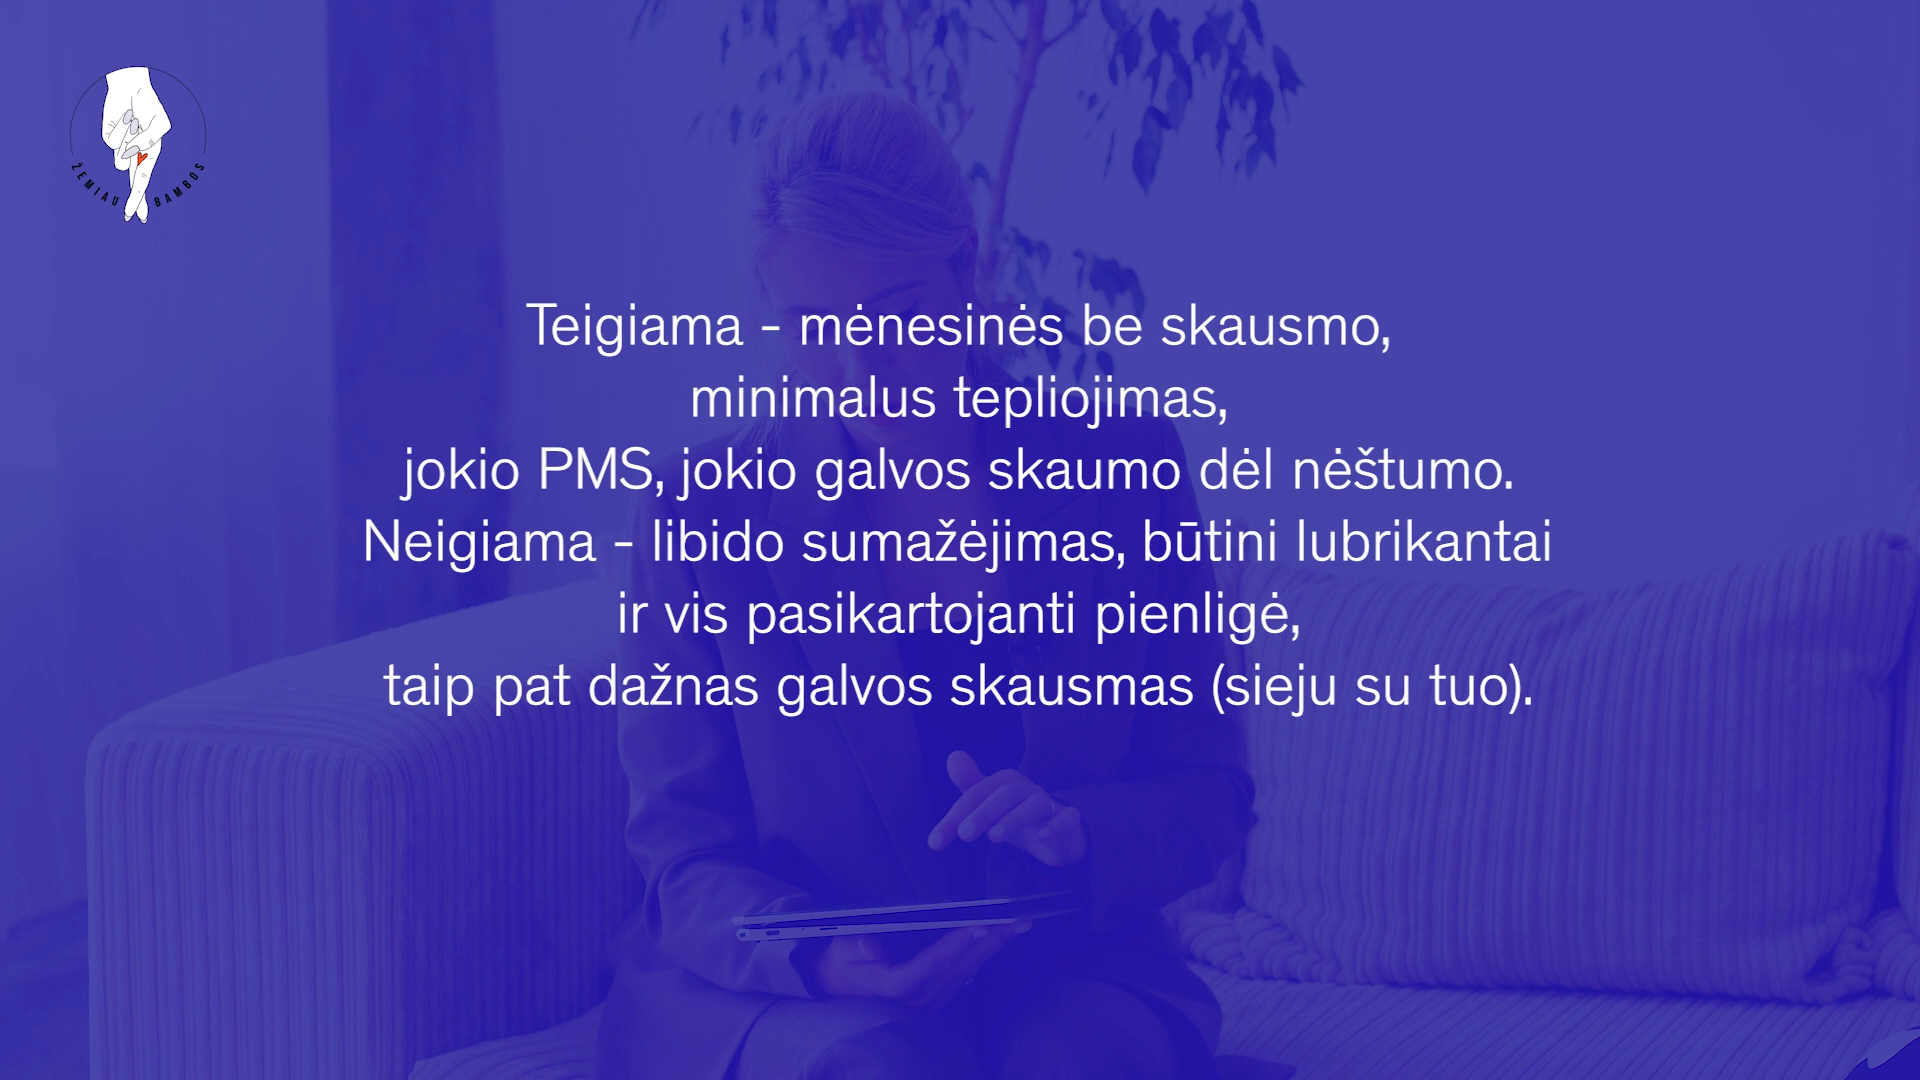 ŽEMIAU BAMBOS
Teigiama - mėnesinės be skausmo,
minimalus tepliojimas,
jokio PMS, jokio galvos skaumo dėl nėštumo.
Neigiama - libido sumažėjimas, būtini lubrikantai
ir vis pasikartojanti pienligė,
taip pat dažnas galvos skausmas (sieju su tuo).